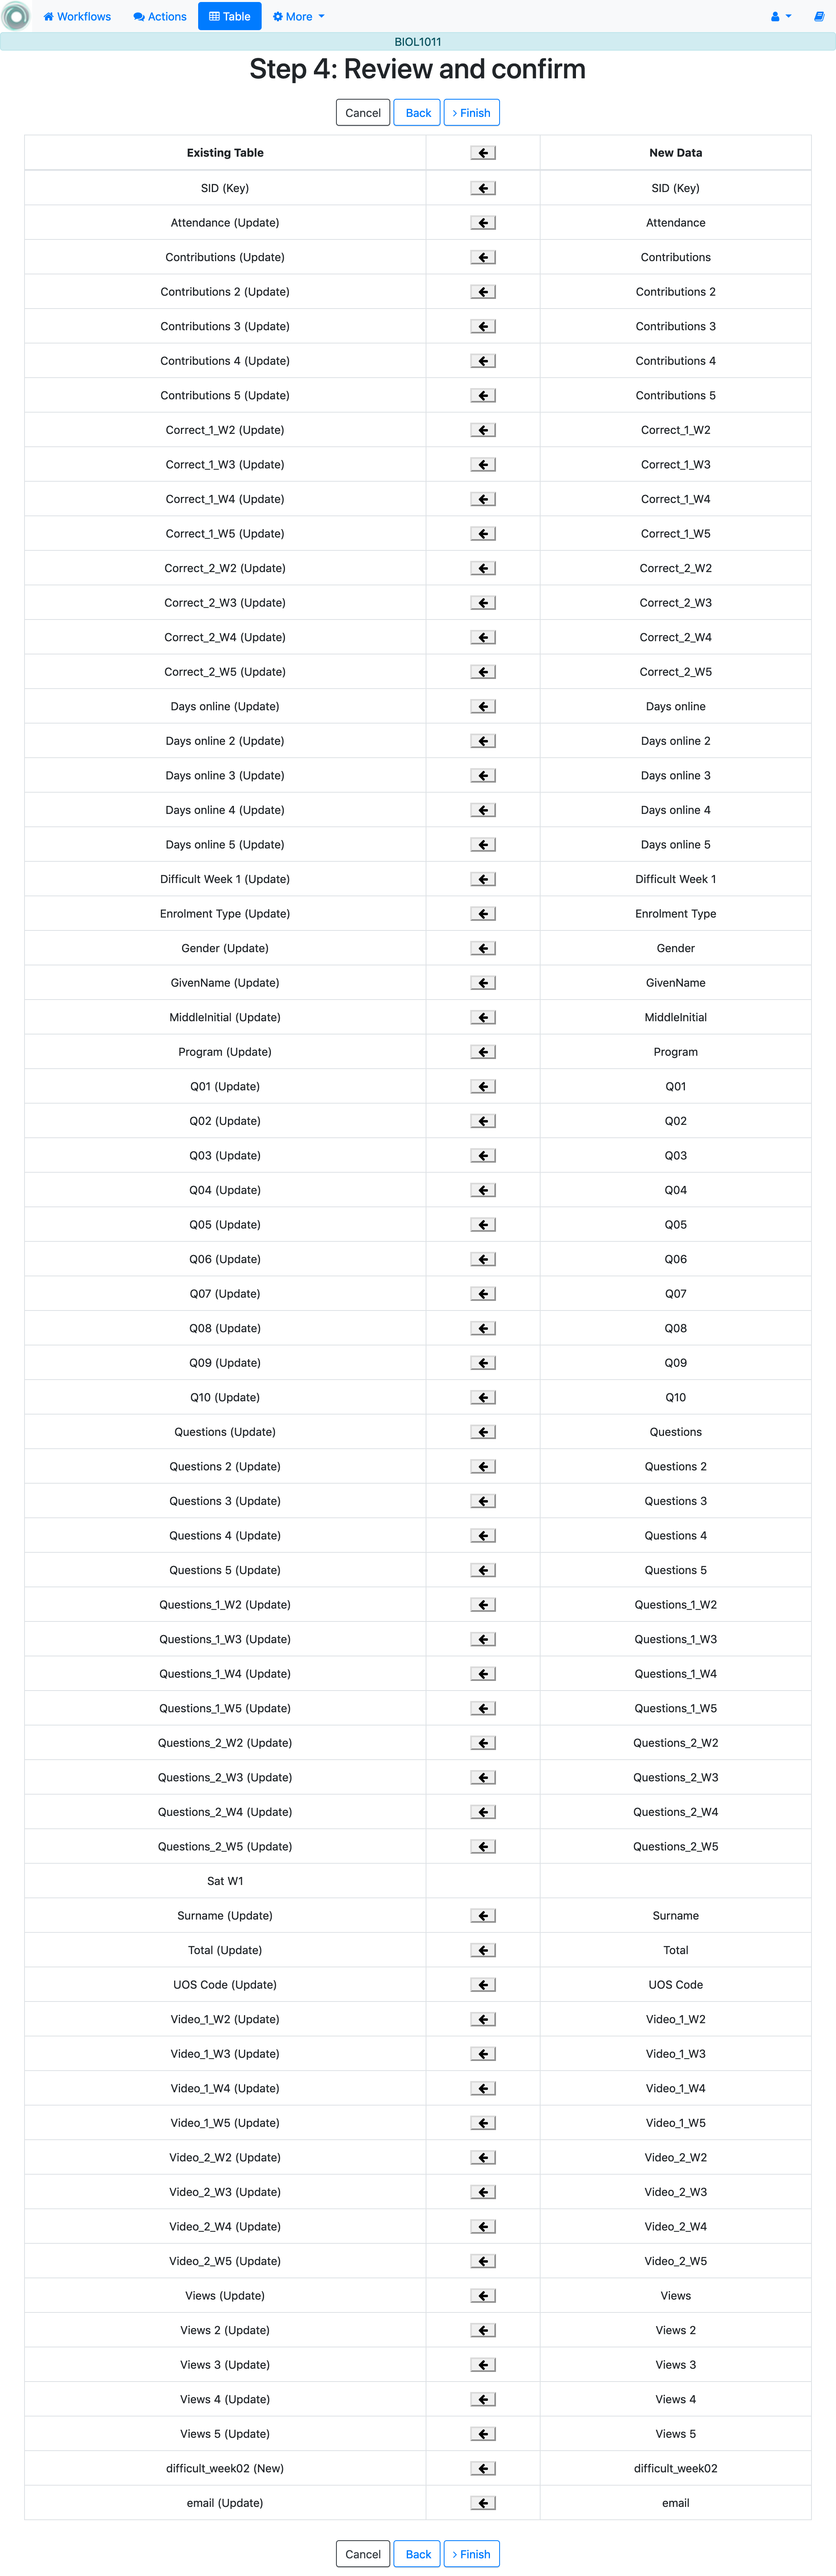 Workflows Actions Table More
BIOL1011
Step 4: Review and confirm
Cancel Back Finish
Existing Table New Data
SID (Key) SID (Key)
Attendance (Update) Attendance
Contributions (Update) Contributions
Contributions 2 (Update) Contributions 2
Contributions 3 (Update) Contributions 3
Contributions 4 (Update) Contributions 4
Contributions 5 (Update) Contributions 5
Correct_1_W2 (Update) Correct_1_W2
Correct_1_W3 (Update) Correct_1_W3
Correct_1_W4 (Update) Correct_1_W4
Correct_1_W5 (Update) Correct_1_W5
Correct_2_W2 (Update) Correct_2_W2
Correct_2_W3 (Update) Correct_2_W3
Correct_2_W4 (Update) Correct_2_W4
Correct_2_W5 (Update) Correct_2_W5
Days online (Update) Days online
Days online 2 (Update) Days online 2
Days online 3 (Update) Days online 3
Days online 4 (Update) Days online 4
Days online 5 (Update) Days online 5
Difficult Week 1 (Update) Difficult Week 1
Enrolment Type (Update) Enrolment Type
Gender (Update) Gender
GivenName (Update) GivenName
MiddleInitial (Update) MiddleInitial
Program (Update) Program
Q01 (Update) Q01
Q02 (Update) Q02
Q03 (Update) Q03
Q04 (Update) Q04
Q05 (Update) Q05
Q06 (Update) Q06
Q07 (Update) Q07
Q08 (Update) Q08
Q09 (Update) Q09
Q10 (Update) Q10
Questions (Update) Questions
Questions 2 (Update) Questions 2
Questions 3 (Update) Questions 3
Questions 4 (Update) Questions 4
Questions 5 (Update) Questions 5
Questions_1_W2 (Update) Questions_1_W2
Questions_1_W3 (Update) Questions_1_W3
Questions_1_W4 (Update) Questions_1_W4
Questions_1_W5 (Update) Questions_1_W5
Questions_2_W2 (Update) Questions_2_W2
Questions_2_W3 (Update) Questions_2_W3
Questions_2_W4 (Update) Questions_2_W4
Questions_2_W5 (Update) Questions_2_W5
Sat W1
Surname (Update) Surname
Total (Update) Total
UOS Code (Update) UOS Code
Video_1_W2 (Update) Video_1_W2
Video_1_W3 (Update) Video_1_W3
Video_1_W4 (Update) Video_1_W4
Video_1_W5 (Update) Video_1_W5
Video_2_W2 (Update) Video_2_W2
Video_2_W3 (Update) Video_2_W3
Video_2_W4 (Update) Video_2_W4
Video_2_W5 (Update) Video_2_W5
Views (Update) Views
Views 2 (Update) Views 2
Views 3 (Update) Views 3
Views 4 (Update) Views 4
Views 5 (Update) Views 5
difficult_week02 (New) difficult_week02
email (Update) email
Cancel Back Finish